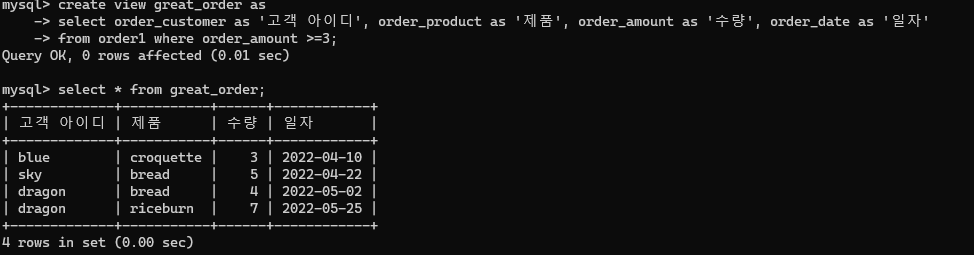 mysql> create view great_order as
    -> select order_customer as '고객 아이디', order_product as '제품', order_amount as '수량', order_date as '일자'
    -> from order1 where order_amount >=3;
Query OK, 0 rows affected (0.01 sec)
mysql> select * from great_order;
+-------------+-----------+------+------------+
| 고객 아이디 | 제품      | 수량 | 일자       |
+-------------+-----------+------+------------+
| blue        | croquette |    3 | 2022-04-10 |
| sky         | bread     |    5 | 2022-04-22 |
| dragon      | bread     |    4 | 2022-05-02 |
| dragon      | riceburn  |    7 | 2022-05-25 |
+-------------+-----------+------+------------+
4 rows in set (0.00 sec)